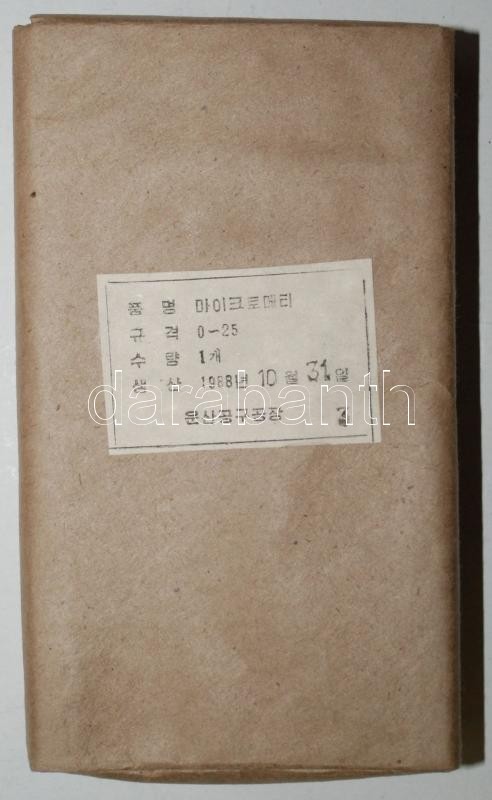 품 명 마이크로메터
규 격 0~25
수 량 1개
생 산 1988년 10월 31일
운산공구공장 3
darabanth